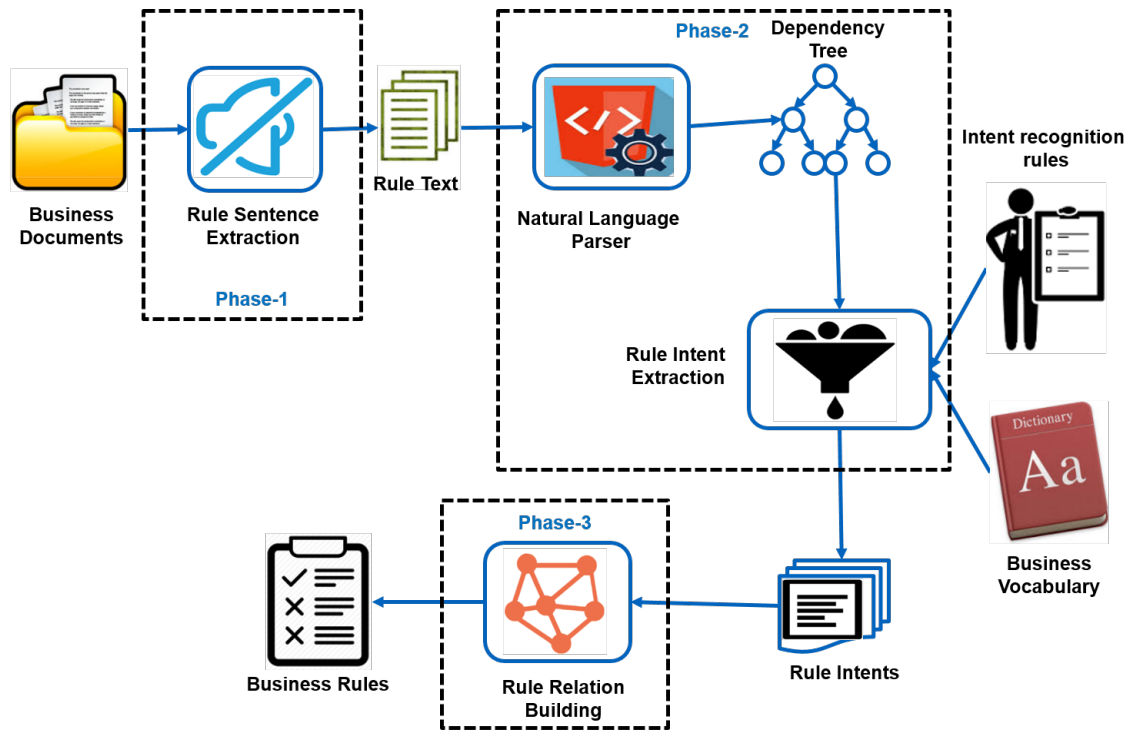 Phase-2
Dependency
Tree
Intent recognition
rules
Rule Text
Business
Documents
Rule Sentence
Extraction
Natural Language
Parser
Phase-1
Rule Intent
Extraction
Dictionary
Aa
Business
Vocabulary
Phase-3
Rule Intents
Business Rules
Rule Relation
Building